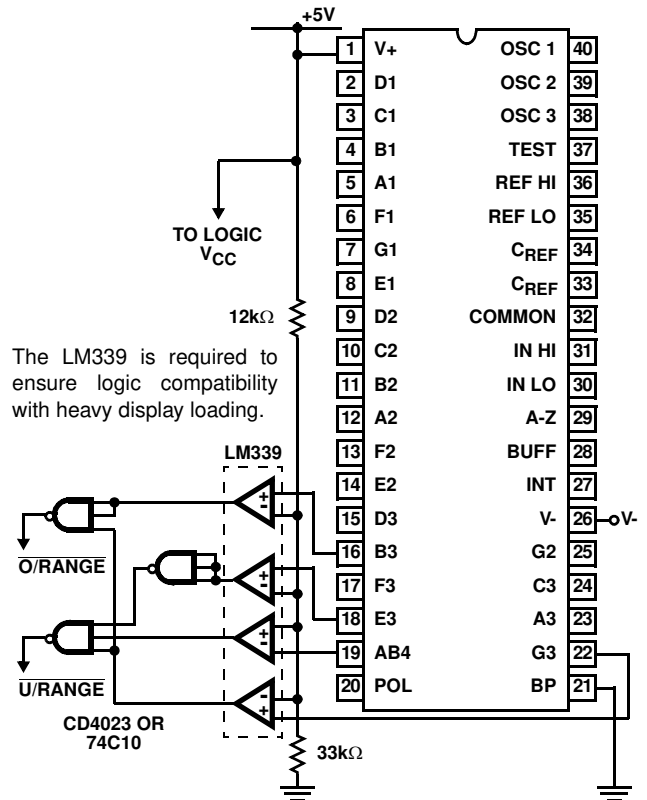 +5V
1 V+ OSC 1 40
2 D1 OSC 2 39
3 C1 OSC 3 38
4 B1 TEST 37
5 A1 REF HI 36
6 F1 REF LO 35
7 G1 CREF 34
8 E1 CREF 33
9 D2 COMMON 32
10 C2 IN HI 31
11 B2 IN LO 30
12 A2 A-Z 29
13 F2 BUFF 28
14 E2 INT 27
15 D3 V- 26 V-
16 B3 G2 25
17 F3 C3 24
18 E3 A3 23
19 AB4 G3 22
20 POL BP 21
TO LOGIC
VCC
12kΩ
The LM339 is required to
ensure logic compatibility
with heavy display loading.
LM339
+
-
O/RANGE
+
-
+
-
U/RANGE
-
+
CD4023 OR
74C10
33kΩ